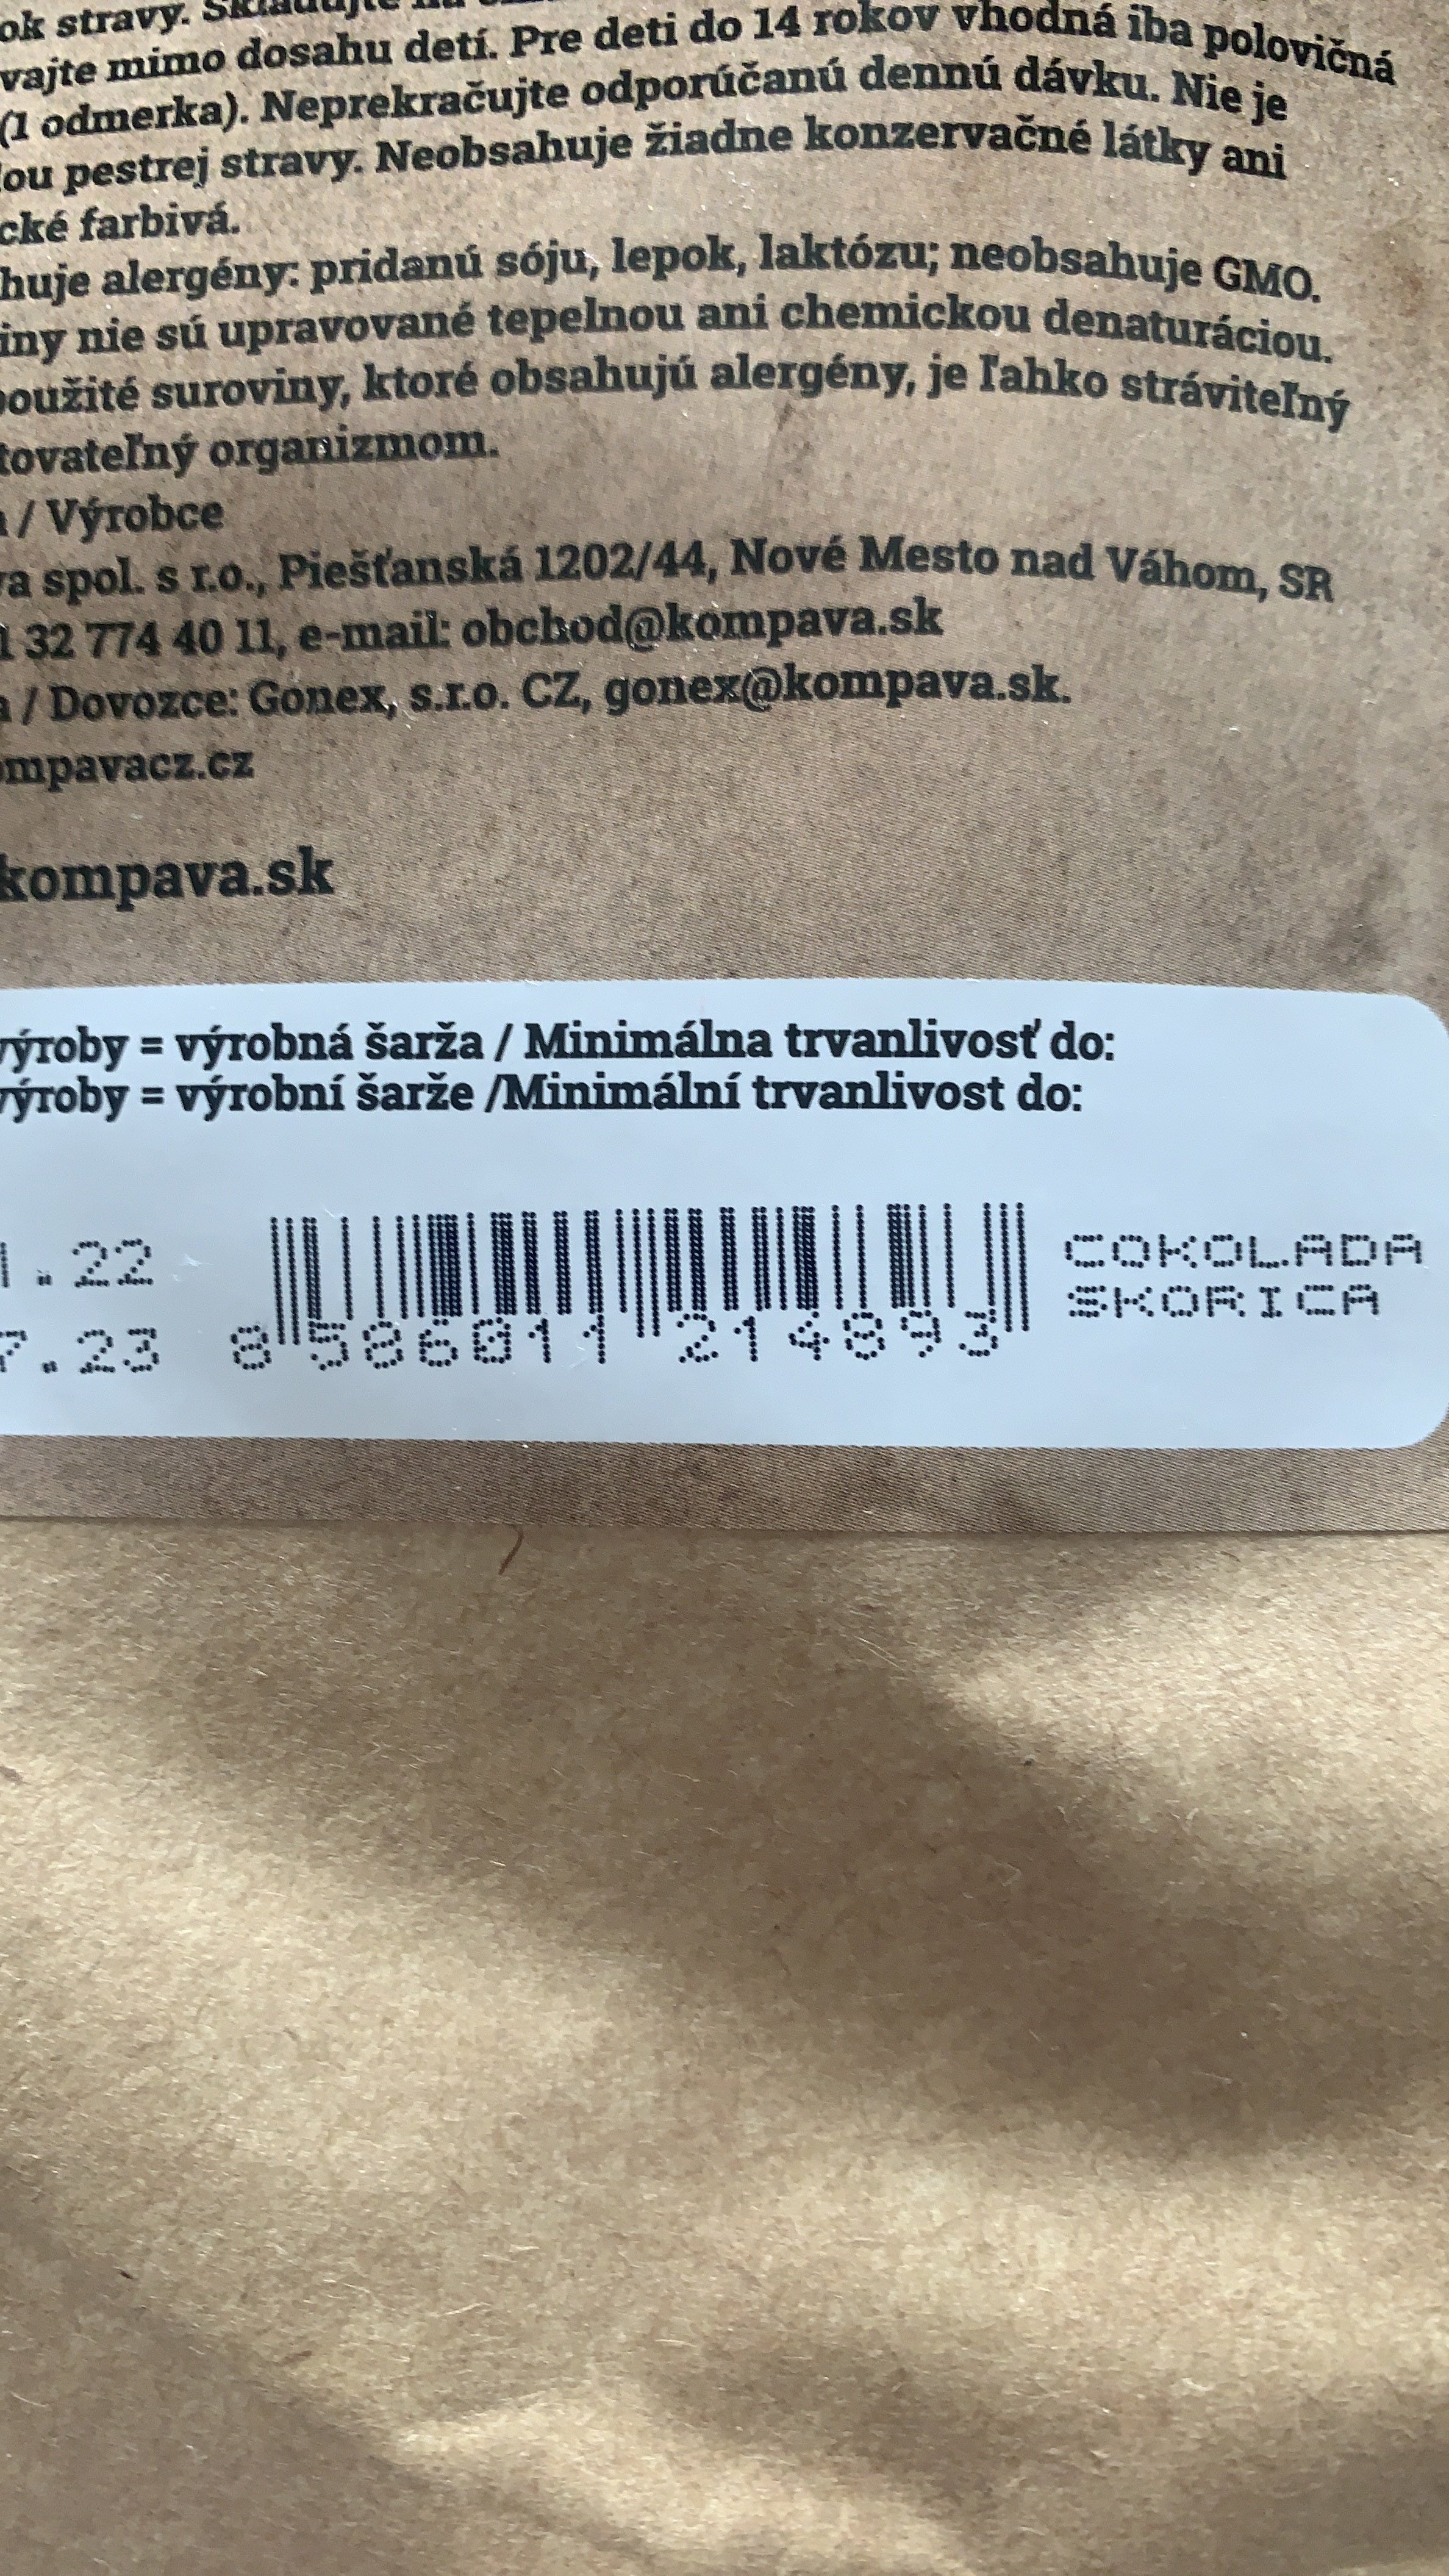 ok stravy. Skladujte na
vajte mimo dosahu detí. Pre deti do 14 rokov vhodná iba polovičná
(1 odmerka). Neprekračujte odporúčanú dennú dávku. Nie je
ou pestrej stravy. Neobsahuje žiadne konzervačné látky ani
cké farbivá.
huje alergény: pridanú sóju, lepok, laktózu; neobsahuje GMO.
iny nie sú upravované tepelnou ani chemickou denaturáciou.
použité suroviny, ktoré obsahujú alergény, je ľahko stráviteľný
tovateľný organizmom.
/ Výrobce
va spol. s r.o., Piešťanská 1202/44, Nové Mesto nad Váhom, SR
1 32 774 40 11, e-mail: obchod@kompava.sk
a / Dovozce: Gonex, s.r.o. CZ, gonex@kompava.sk.
ompavacz.cz
kompava.sk
výroby = výrobná šarža / Minimálna trvanlivosť do:
výroby = výrobní šarže /Minimální trvanlivost do:
1.22
7.23
8 586011 214893
COKOLADA
SKORICA